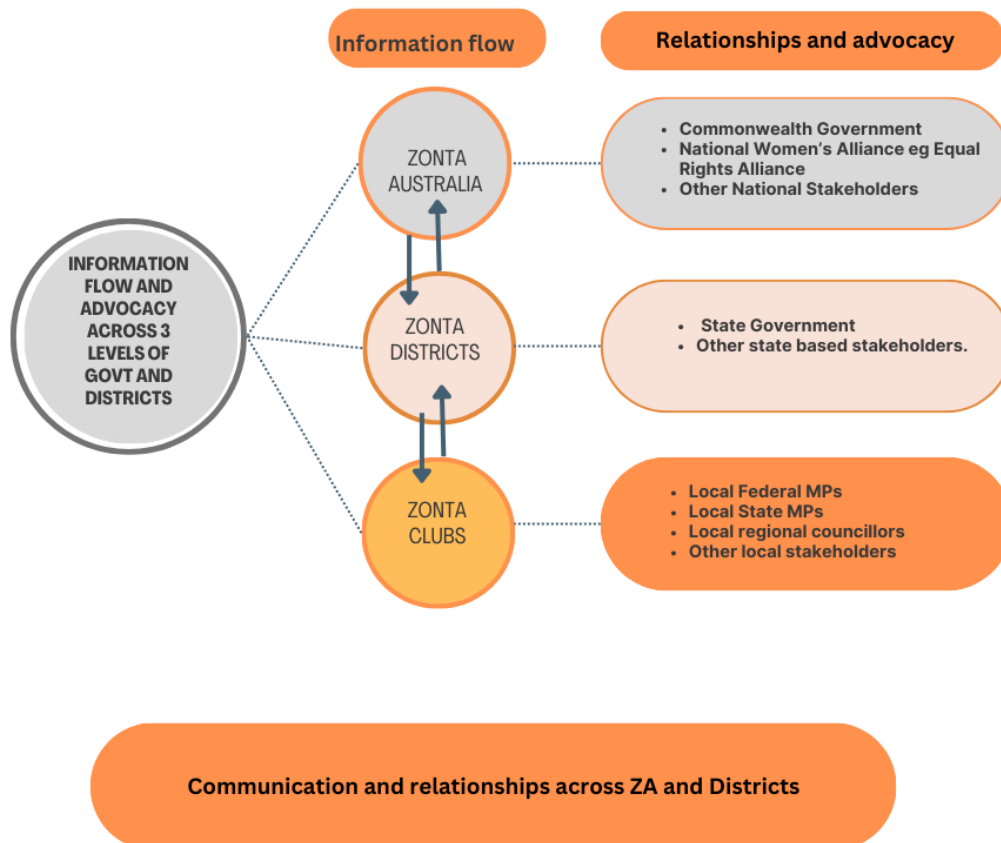 Information flow
Relationships and advocacy
INFORMATION
FLOW AND
ADVOCACY
ACROSS 3
LEVELS OF
GOVT AND
DISTRICTS
ZONTA
AUSTRALIA
• Commonwealth Government
• National Women's Alliance eg Equal
Rights Alliance
• Other National Stakeholders
ZONTA
DISTRICTS
• State Government
• Other state based stakeholders.
ZONTA
CLUBS
• Local Federal MPs
• Local State MPs
• Local regional councillors
• Other local stakeholders
Communication and relationships across ZA and Districts